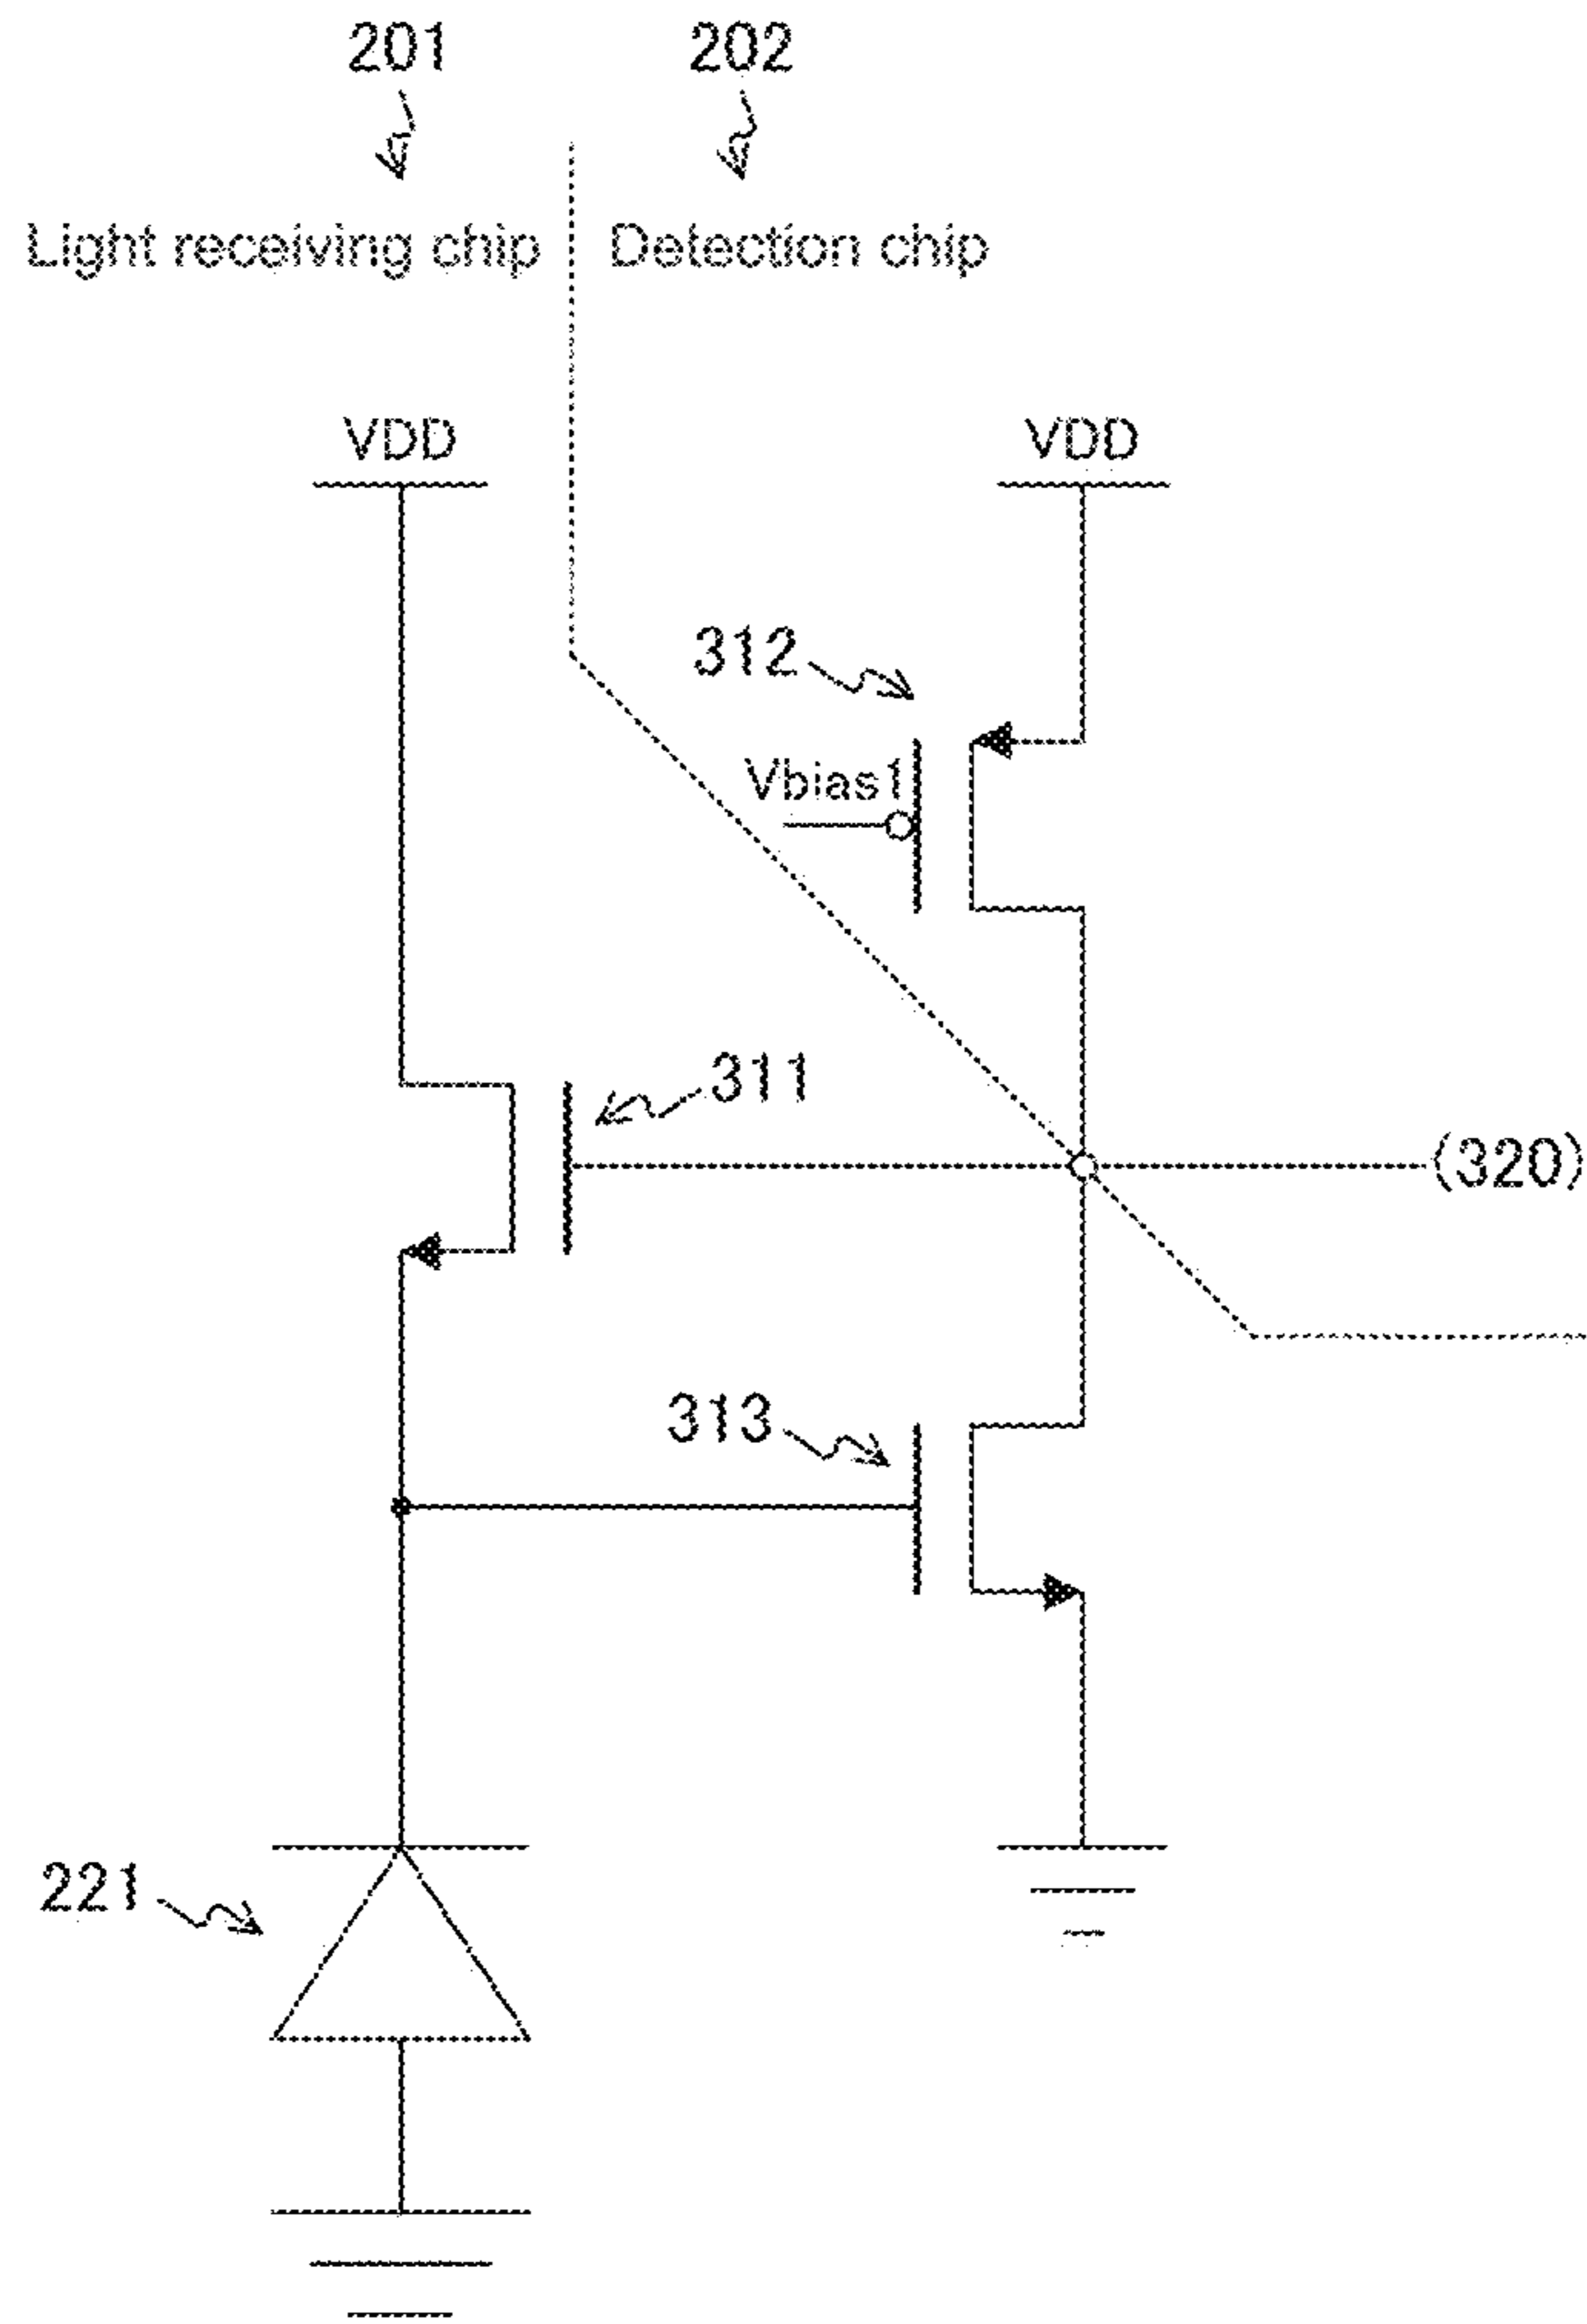 201
202
Light receiving chip
Detection chip
VDD
VDD
312
Vbias1
311
(320)
313
221